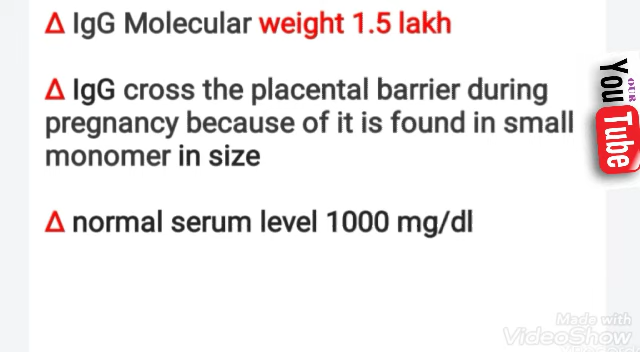 Δ IgG Molecular weight 1.5 lakh
Δ IgG cross the placental barrier during
pregnancy because of it is found in small
monomer in size
Δ normal serum level 1000 mg/dl
OUR
YouTube
Made with
VideoShow